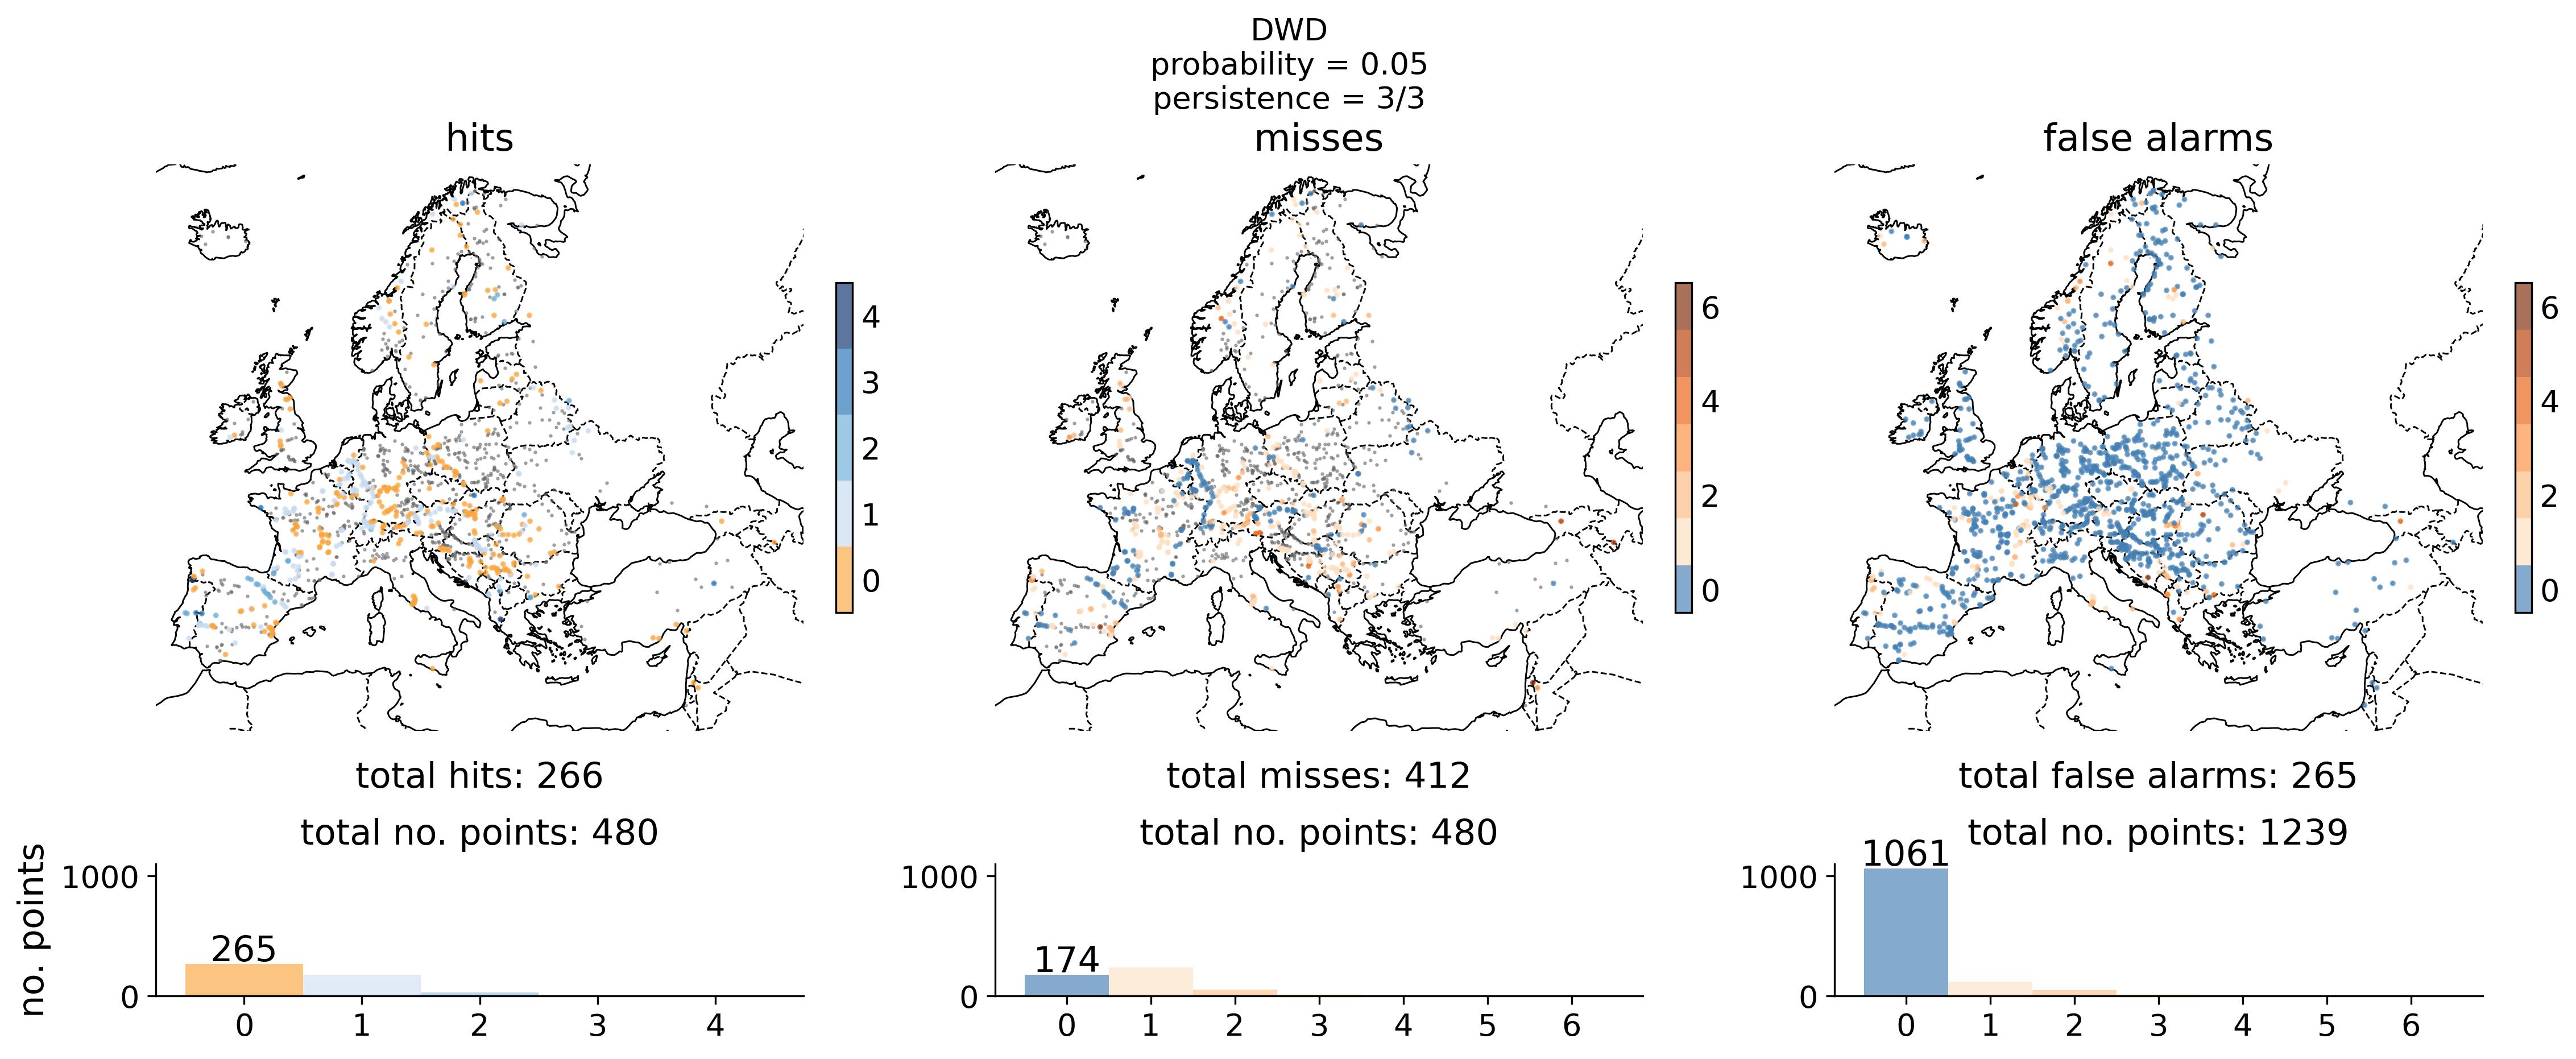 DWD
probability = 0.05
persistence = 3/3
hits
misses
false alarms
4
3
2
1
0
6
4
2
0
6
4
2
0
total hits: 266
total misses: 412
total false alarms: 265
total no. points: 480
total no. points: 480
total no. points: 1239
no. points
1000
0
265
0 1 2 3 4
1000
0
174
0 1 2 3 4 5 6
1000
0
1061
0 1 2 3 4 5 6